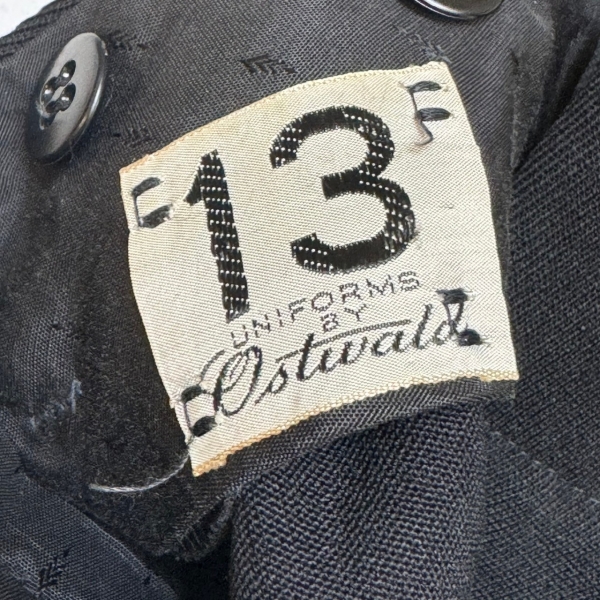 13
UNIFORMS
BY
Ostwald